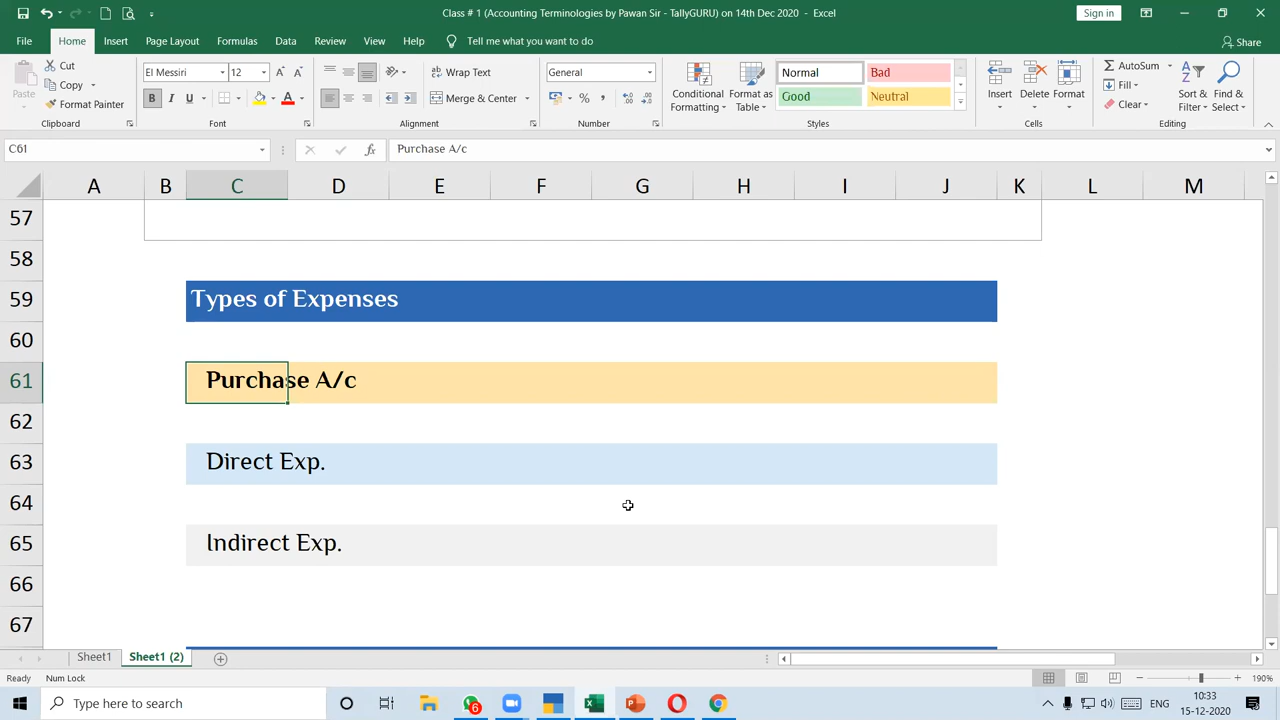 Class # 1 (Accounting Terminologies by Pawan Sir - TallyGURU) on 14th Dec 2020 - Excel
Sign in
File Home Insert Page Layout Formulas Data Review View Help Tell me what you want to do Share
Paste
Cut
Copy
Format Painter
Clipboard
El Messiri 12
B I U
Font
Wrap Text
Merge & Center
Alignment
General
Number
Conditional Formatting
Format as Table
Normal Bad
Good Neutral
Styles
Insert Delete Format
Cells
AutoSum
Fill
Clear
Sort & Filter
Find & Select
Editing
C61 fx Purchase A/c
A B C D E F G H I J K L M
57
58
59 Types of Expenses
60
61 Purchase A/c
62
63 Direct Exp.
64
65 Indirect Exp.
66
67
Sheet1 Sheet1 (2)
Ready Num Lock 190%
Type here to search
6
ENG
10:33
15-12-2020